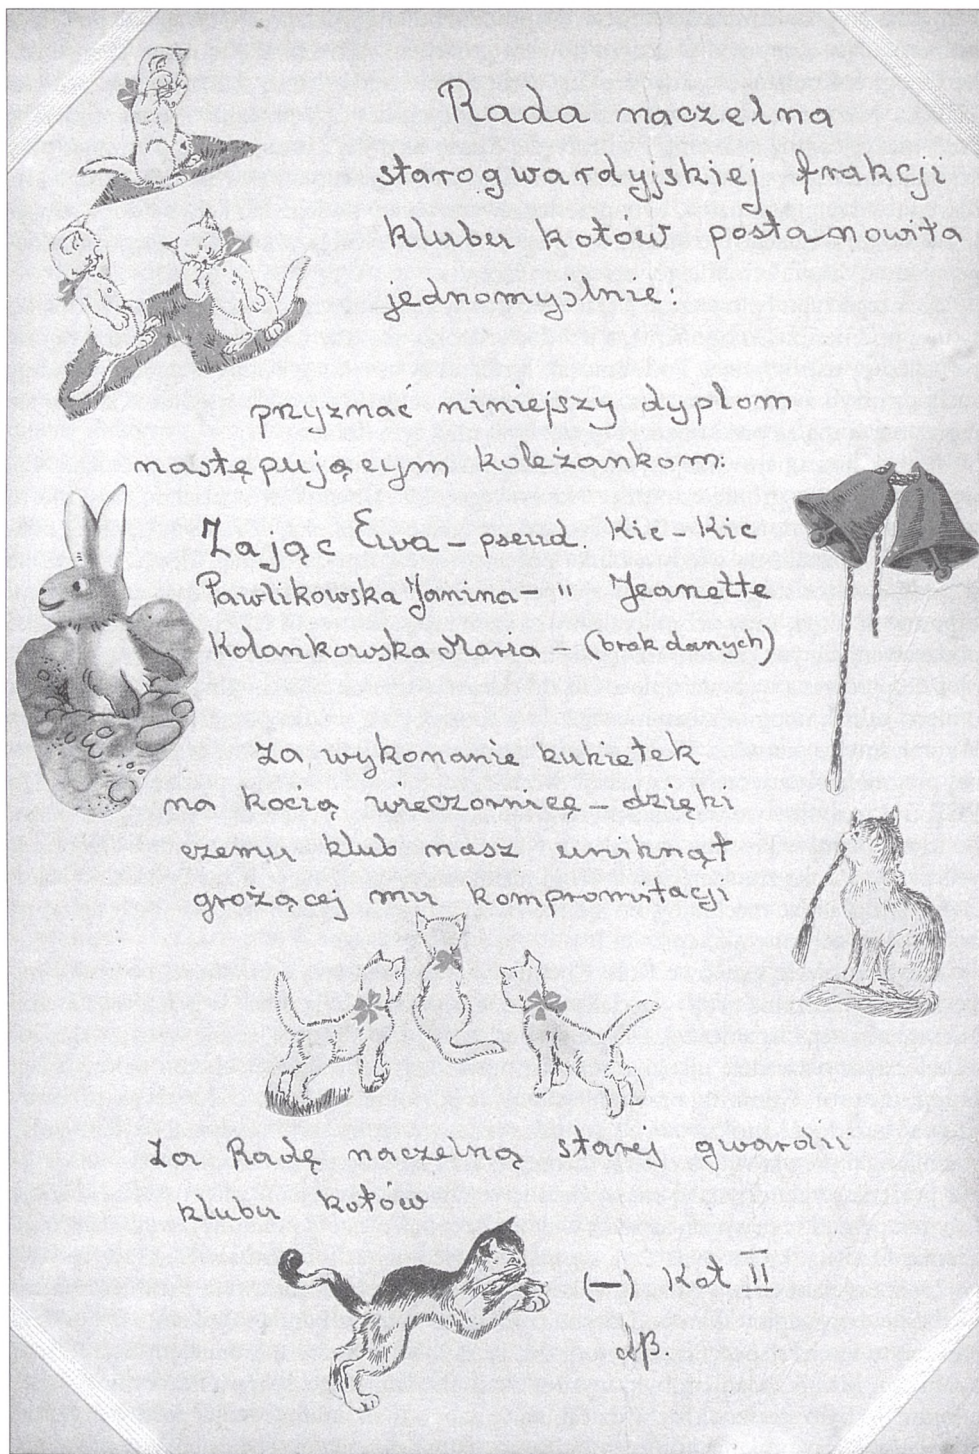 Rada naczelna
starogwardyjskiej frakcji
klubu kotów postanowiła
jednomyslnie:
przyznać niniejszy dyplom
następującym koleżankom:
Zając Ewa – pseud. Kic – Kic
Pawlikowska Janina – " Jeanette
Kolankowska Maria – (brak danych)
za wykonanie kukiełek
na kocią wieczornicę – dzięki
czemu klub nasz uniknął
grożącej mu kompromitacji
Za Radę naczelną starej gwardii
klubu kotów
(–) Kot II